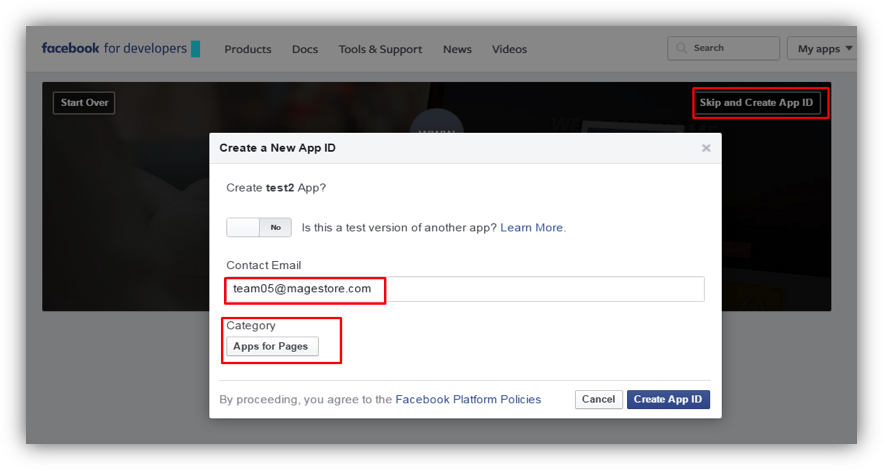 facebook for developers Products Docs Tools & Support News Videos Search My apps
Start Over Skip and Create App ID
www
Create a New App ID
Create test2 App?
No Is this a test version of another app? Learn More.
Contact Email
team05@magestore.com
Category
Apps for Pages
By proceeding, you agree to the Facebook Platform Policies Cancel Create App ID